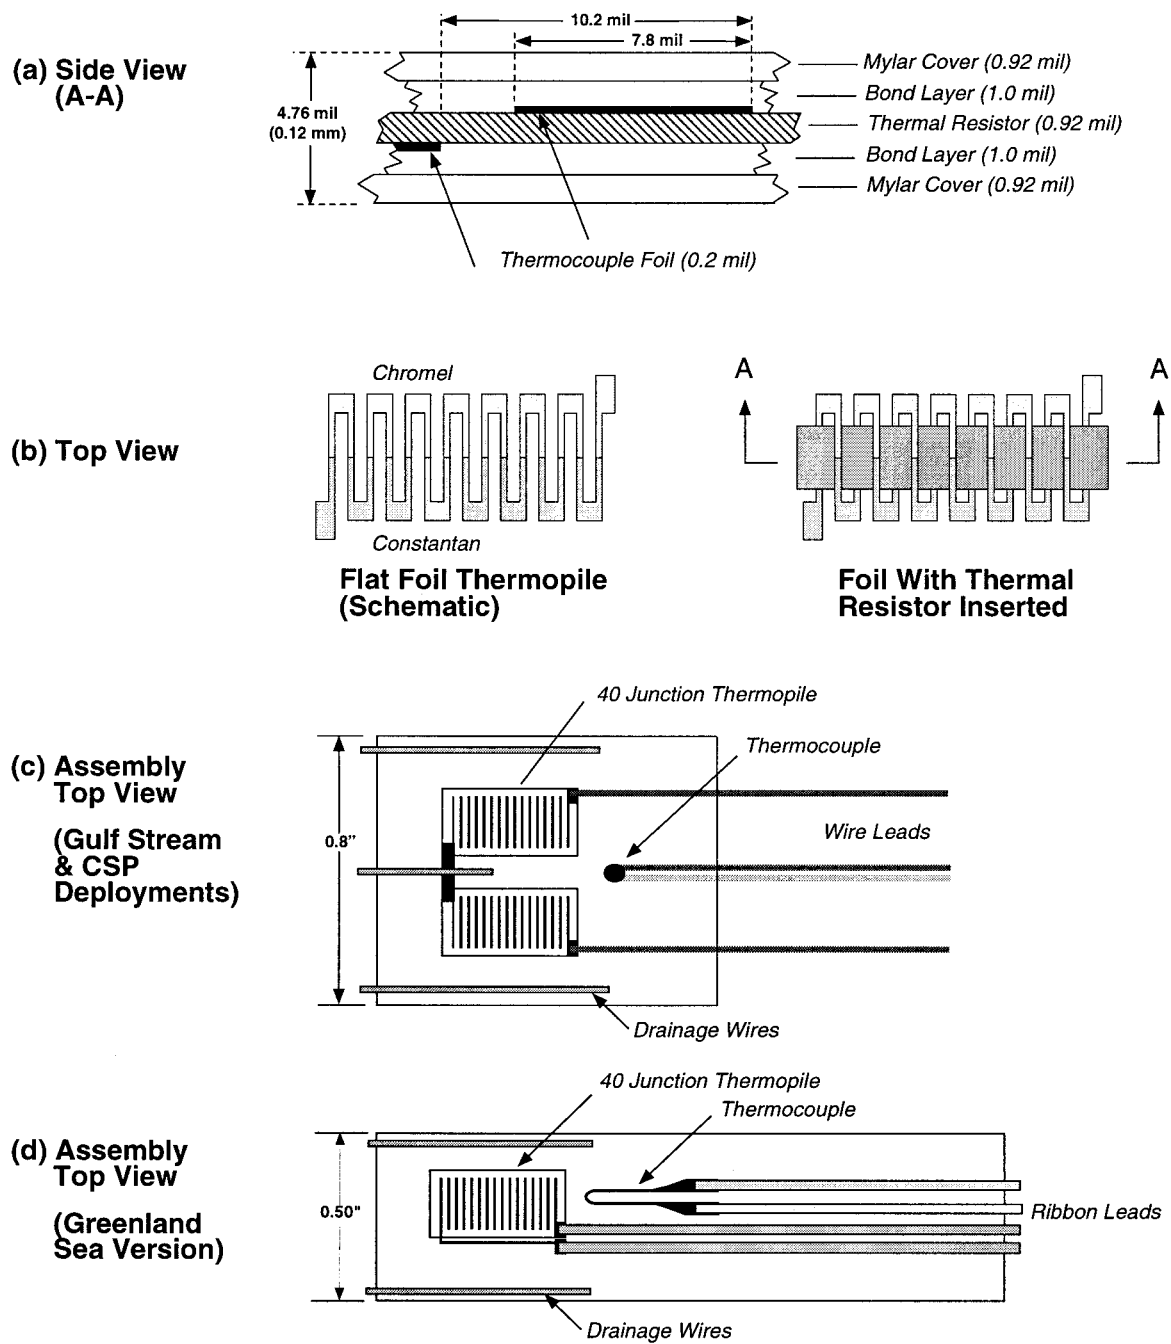 10.2 mil
7.8 mil
(a) Side View
(A-A)
4.76 mil
(0.12 mm)
Mylar Cover (0.92 mil)
Bond Layer (1.0 mil)
Thermal Resistor (0.92 mil)
Bond Layer (1.0 mil)
Mylar Cover (0.92 mil)
Thermocouple Foil (0.2 mil)
(b) Top View
Chromel
Constantan
Flat Foil Thermopile
(Schematic)
A
A
Foil With Thermal
Resistor Inserted
(c) Assembly
Top View
(Gulf Stream
& CSP
Deployments)
40 Junction Thermopile
Thermocouple
0.8”
Wire Leads
Drainage Wires
(d) Assembly
Top View
(Greenland
Sea Version)
40 Junction Thermopile
Thermocouple
0.50"
Ribbon Leads
Drainage Wires